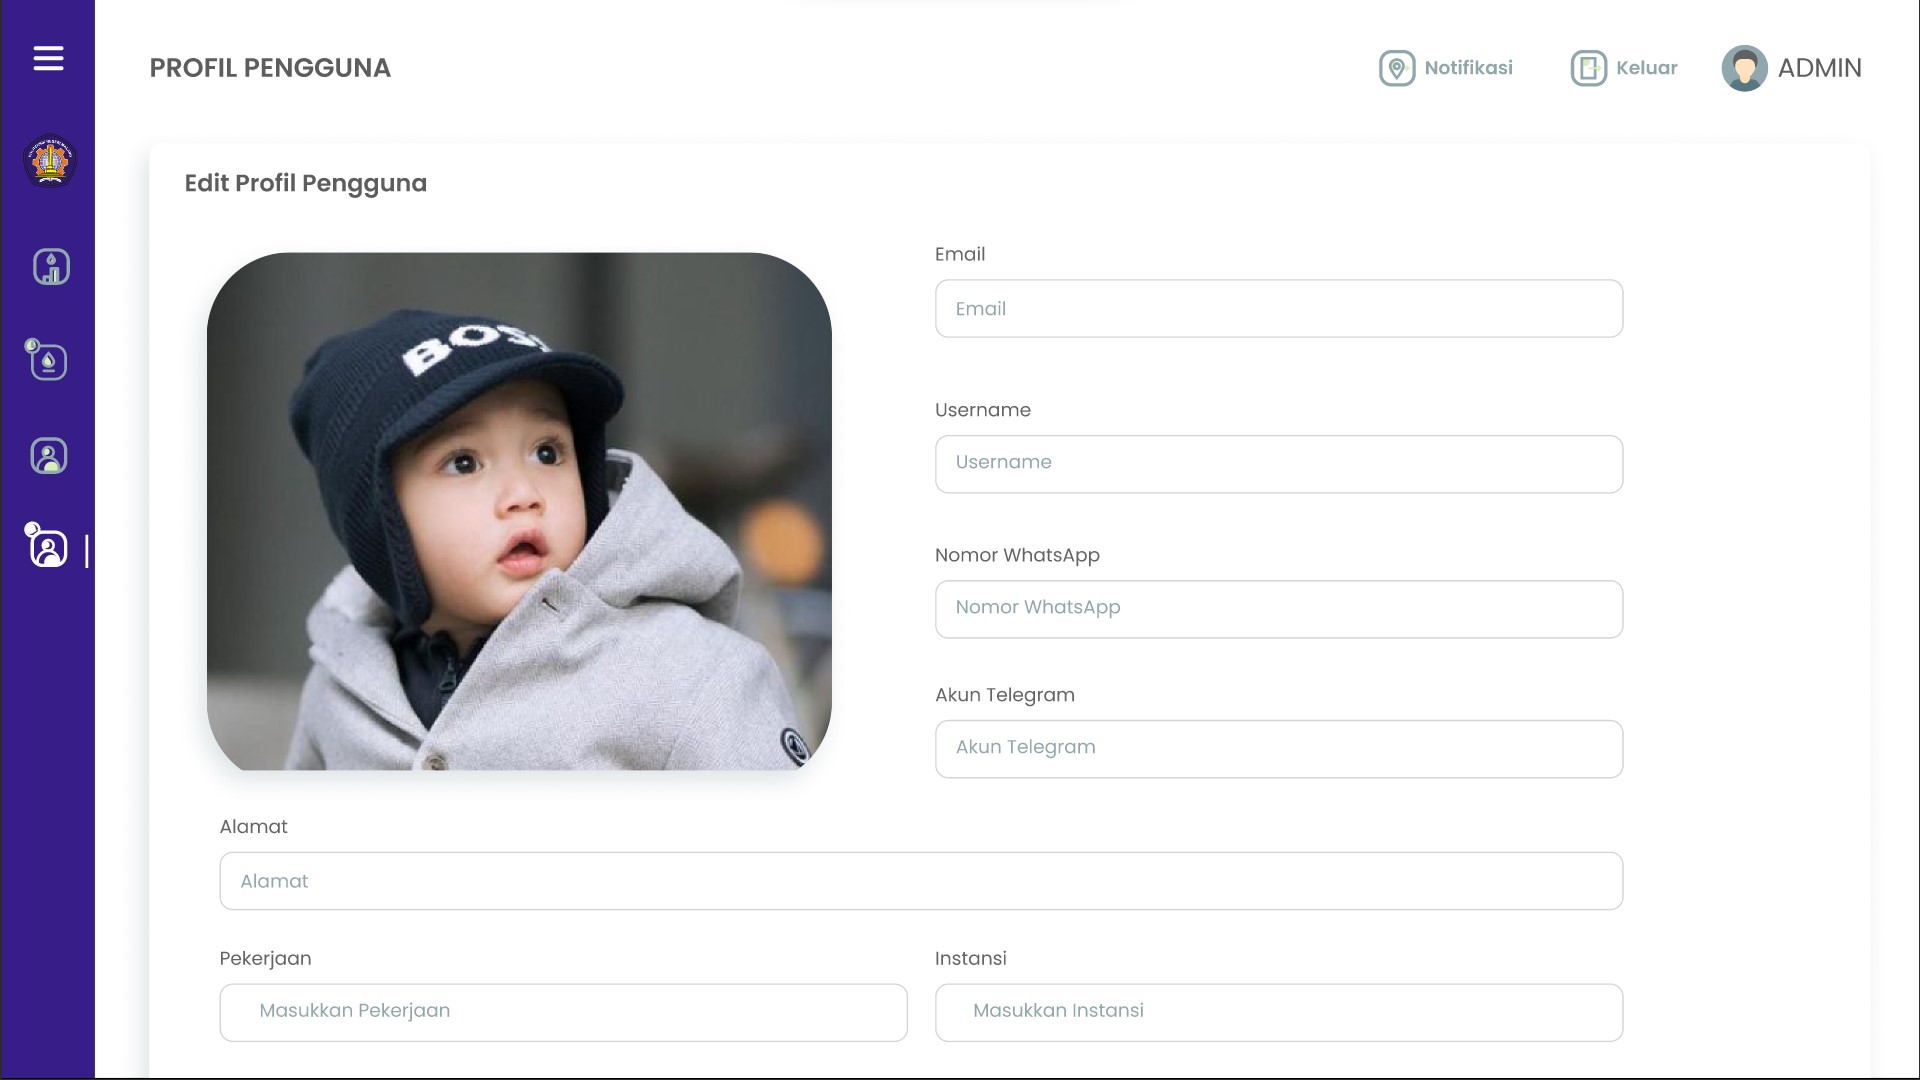 PROFIL PENGGUNA
Notifikasi
Keluar
ADMIN
Edit Profil Pengguna
BOSS
Email
Email
Username
Username
Nomor WhatsApp
Nomor WhatsApp
Akun Telegram
Akun Telegram
Alamat
Alamat
Pekerjaan
Instansi
Masukkan Pekerjaan
Masukkan Instansi